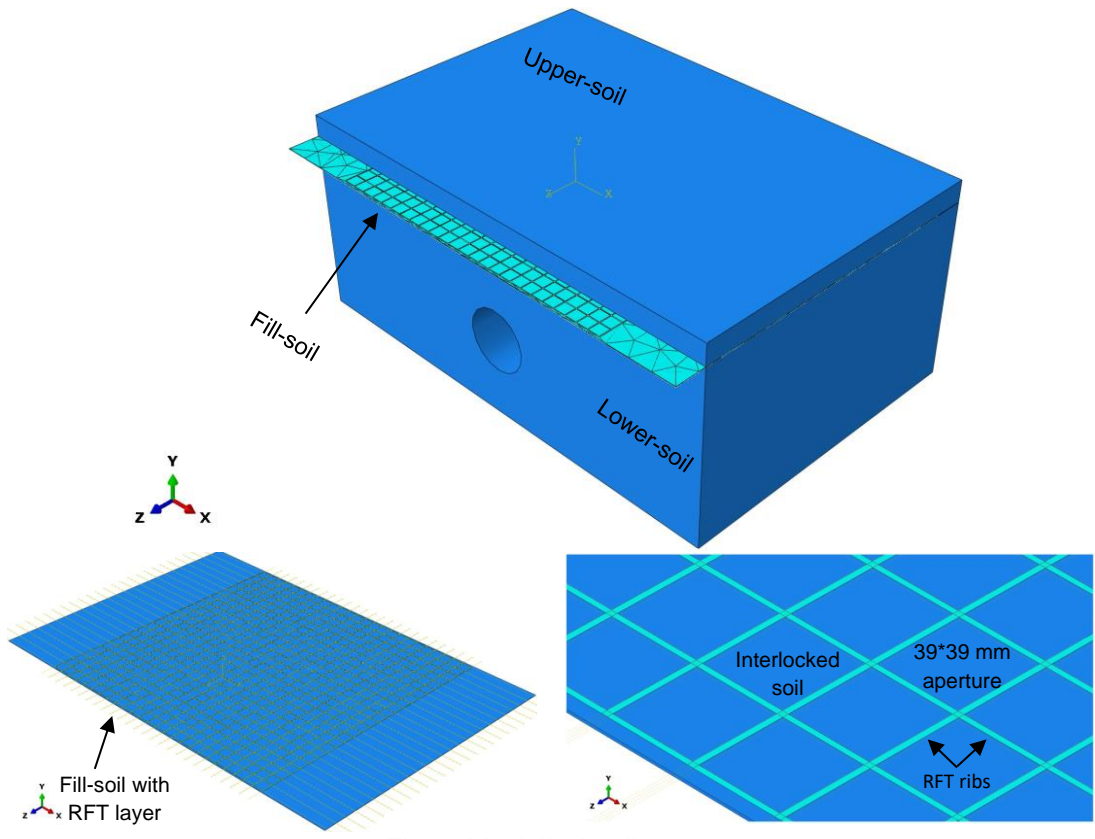 Upper-soil
Y
Z
X
Fill-soil
Lower-soil
Y
Z
X
Fill-soil with
RFT layer
Y
Z
X
Interlocked
soil
39*39 mm
aperture
RFT ribs
Y
Z
X